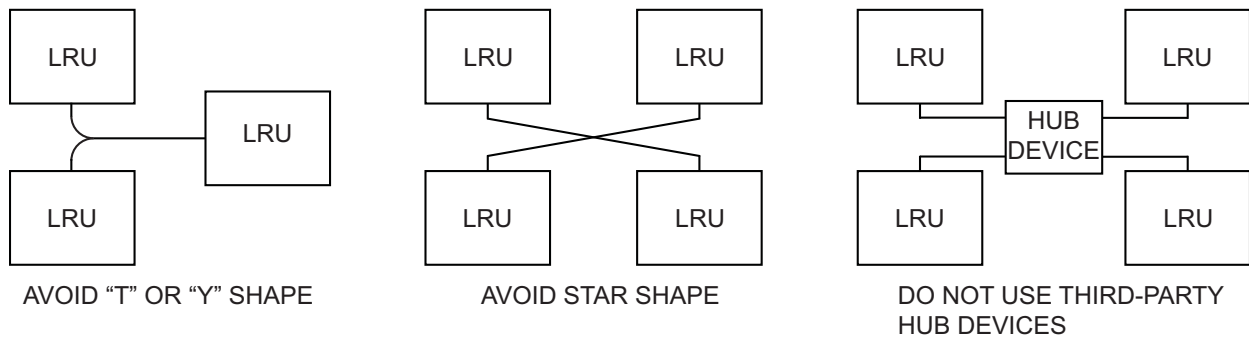 LRU
LRU
LRU
AVOID “T” OR “Y” SHAPE
LRU
LRU
LRU
LRU
AVOID STAR SHAPE
LRU
LRU
HUB
DEVICE
LRU
LRU
DO NOT USE THIRD-PARTY
HUB DEVICES